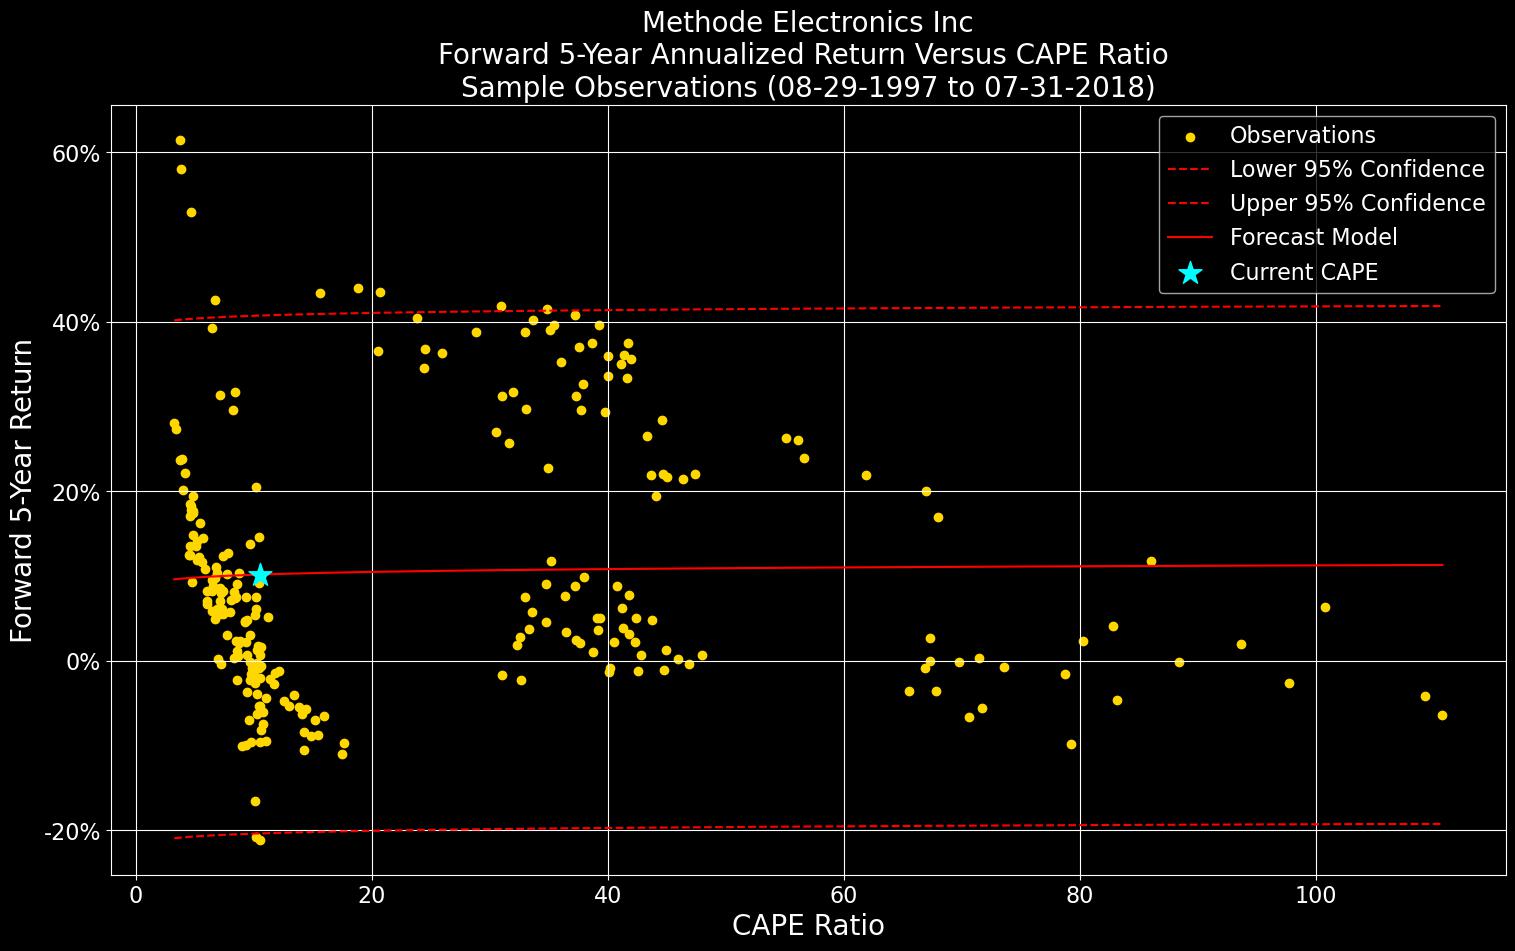 Methode Electronics Inc
Forward 5-Year Annualized Return Versus CAPE Ratio
Sample Observations (08-29-1997 to 07-31-2018)
Observations
Lower 95% Confidence
Upper 95% Confidence
Forecast Model
Current CAPE
Forward 5-Year Return
60%
40%
20%
0%
-20%
0 20 40 60 80 100
CAPE Ratio